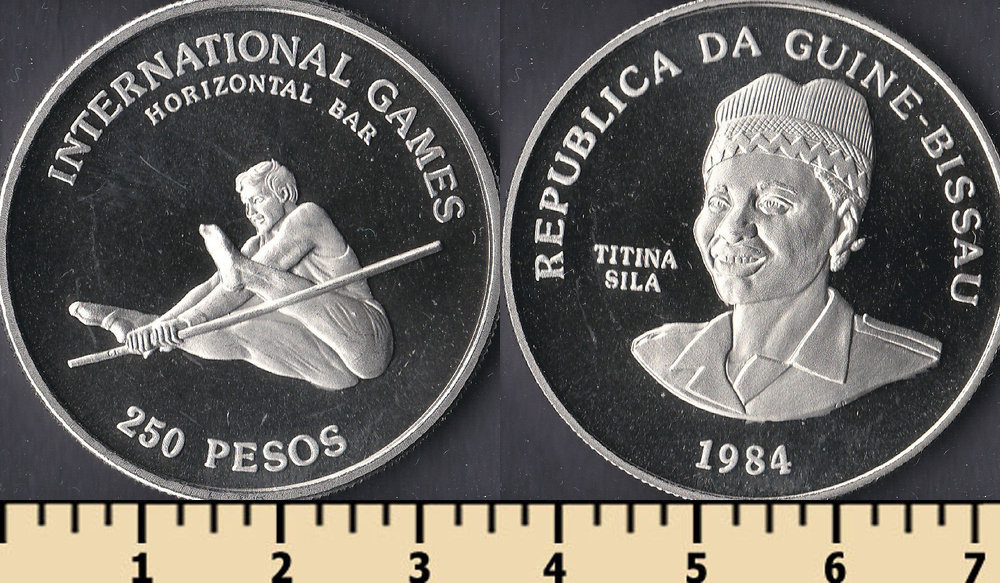 INTERNATIONAL GAMES
HORIZONTAL BAR
250 PESOS
REPUBLICA DA GUINE-BISSAU
TITINA
SILA
1984
1 2 3 4 5 6 7